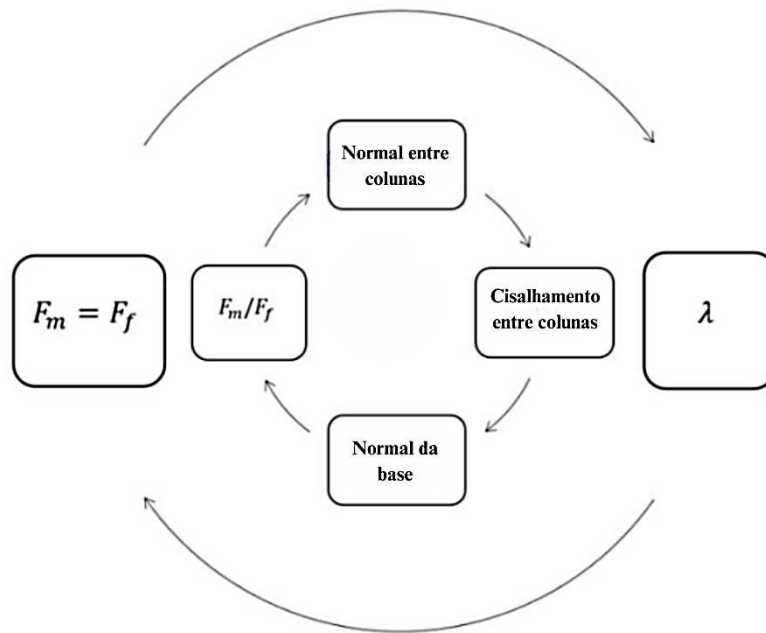 Normal entre
colunas
F_m = F_f
F_m/F_f
Cisalhamento
entre colunas
λ
Normal da
base